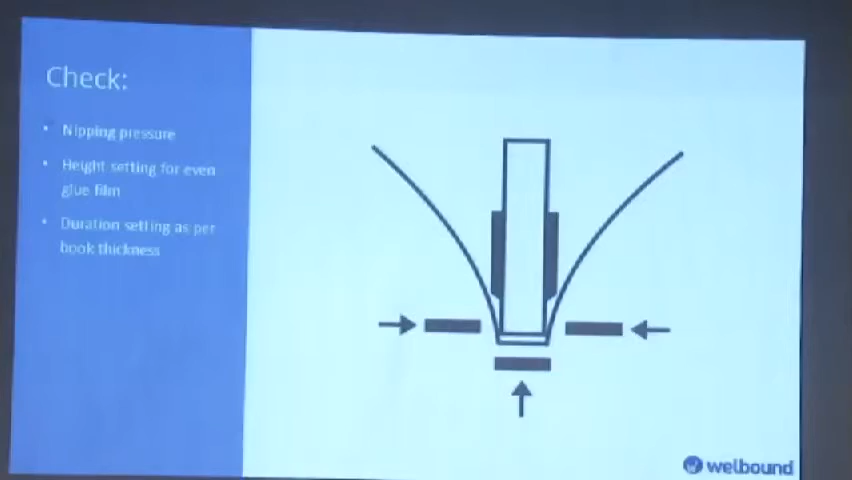 Check:
• Nipping pressure
• Height setting for even
glue film
• Duration setting as per
book thickness
welbound